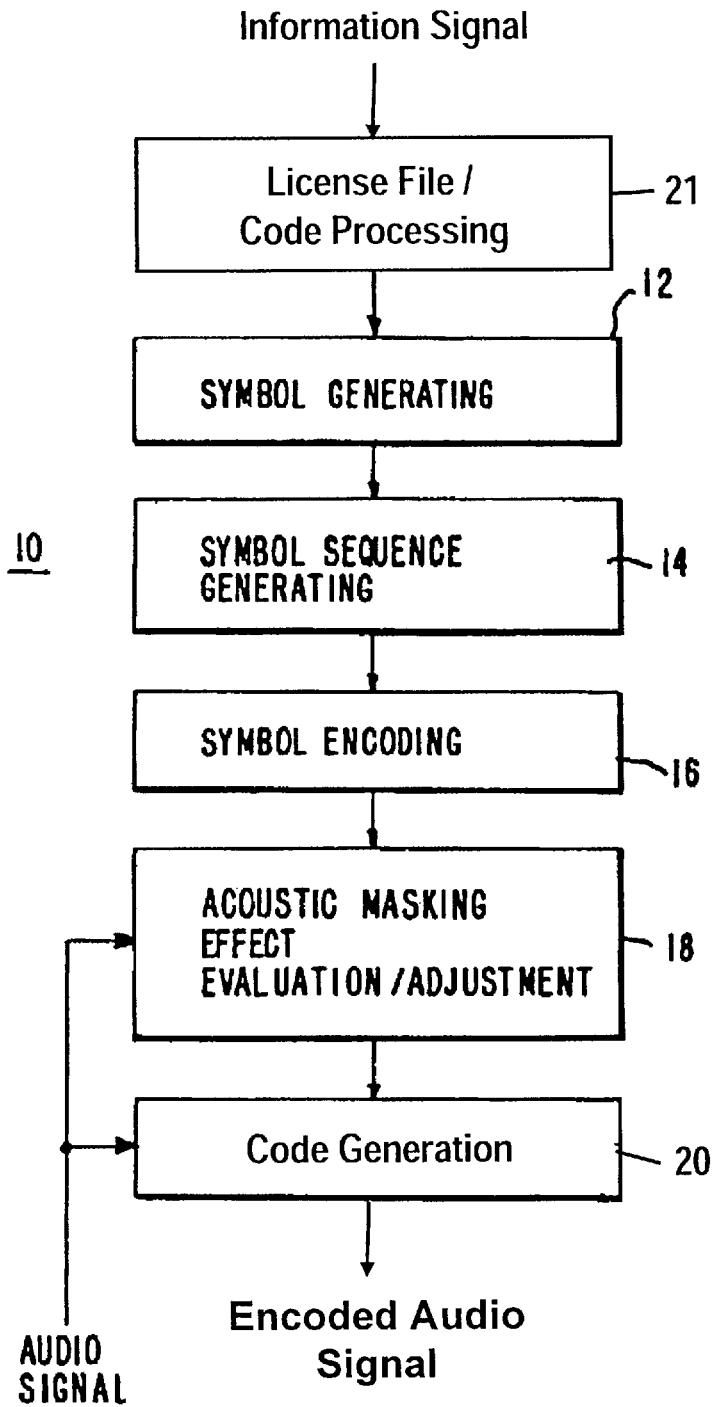 Information Signal
License File /
Code Processing
21
12
SYMBOL GENERATING
10
SYMBOL SEQUENCE
GENERATING
14
SYMBOL ENCODING
16
ACOUSTIC MASKING
EFFECT
EVALUATION/ADJUSTMENT
18
Code Generation
20
Encoded Audio
Signal
AUDIO
SIGNAL